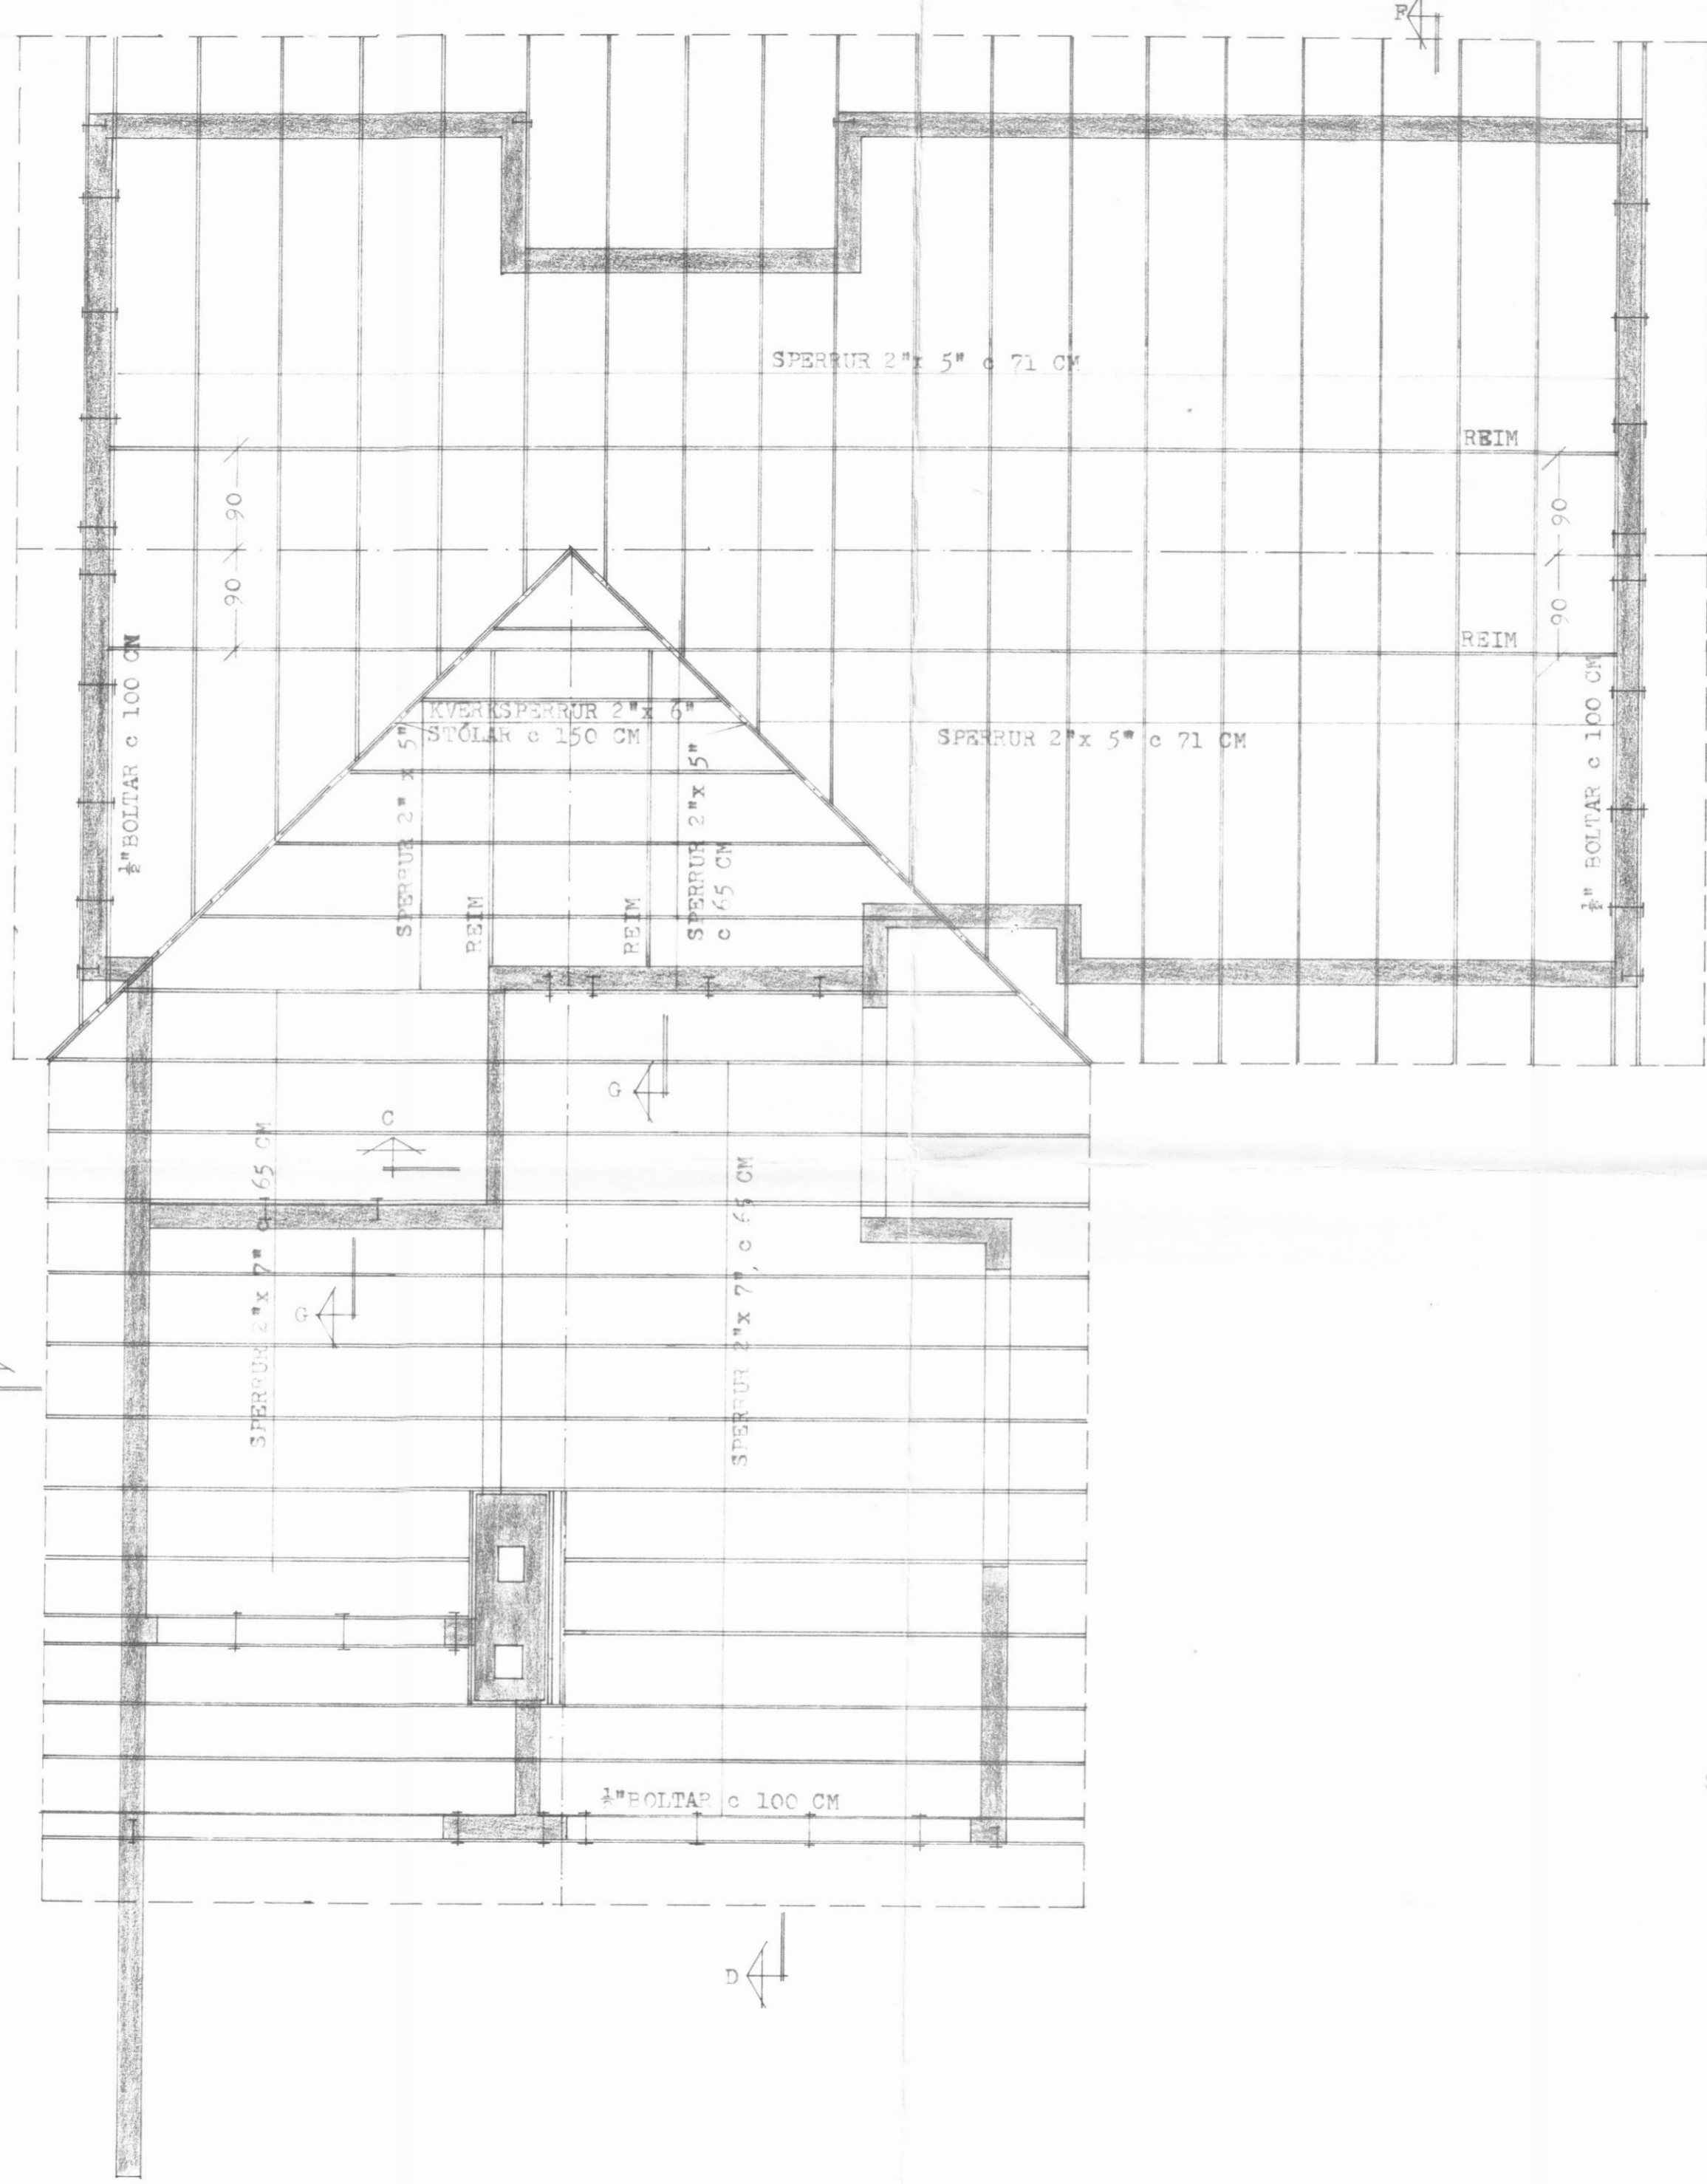 F
SPERRUR 2"x 5" c 71 CM
REIM
90
90
90
90
REIM
½"BOLTAR c 100 CM
KVERKSPERRUR 2"x 6"
STÓLAR c 150 CM
SPERRUR 2"x 5" c 71 CM
SPERRUR 2" x 5"
SPERRUR 2"x 5"
c 65 CM
REIM
REIM
½" BOLTAR c 100 CM
G
C
SPERRUR 2"x 7" c 65 CM
SPERRUR 2"x 7", c 65 CM
G
½"BOLTAR c 100 CM
D